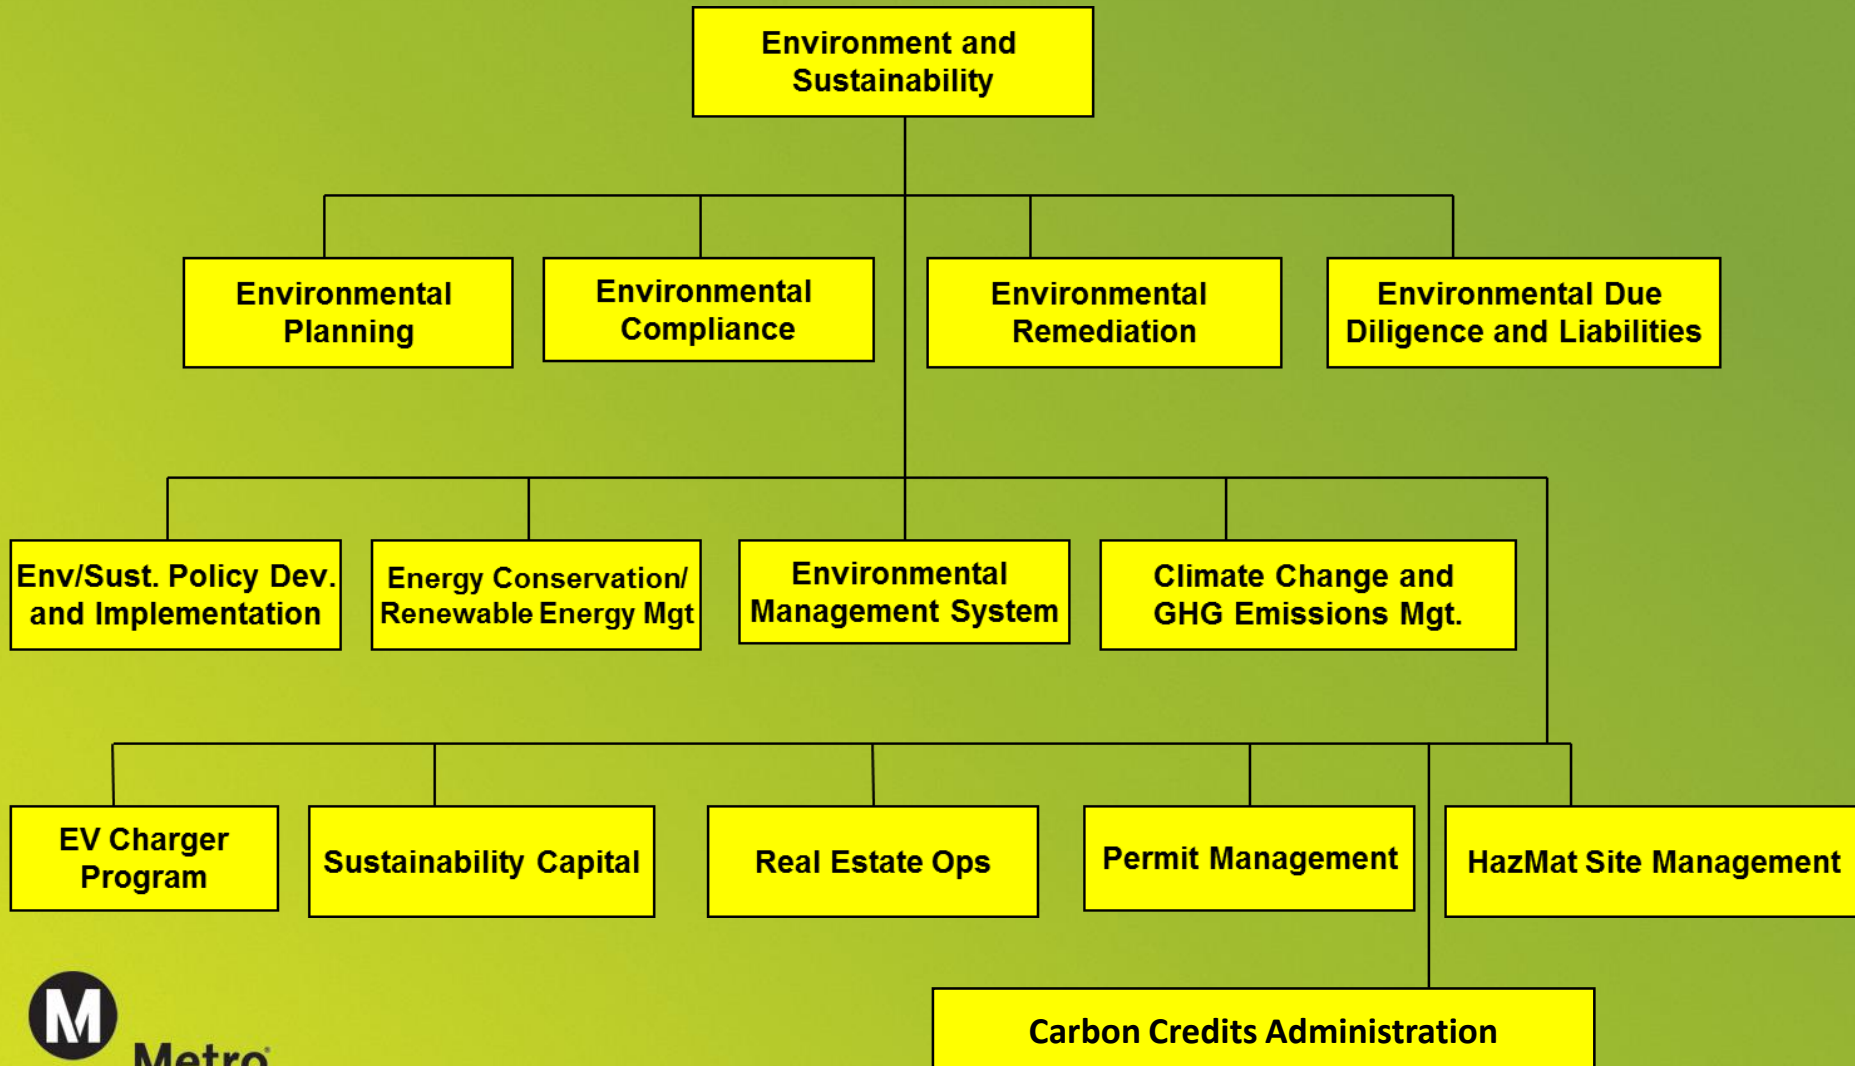 Environment and
Sustainability
Environmental
Planning
Environmental
Compliance
Environmental
Remediation
Environmental Due
Diligence and Liabilities
Env/Sust. Policy Dev.
and Implementation
Energy Conservation/
Renewable Energy Mgt
Environmental
Management System
Climate Change and
GHG Emissions Mgt.
EV Charger
Program
Sustainability Capital
Real Estate Ops
Permit Management
HazMat Site Management
Carbon Credits Administration
M
Metro